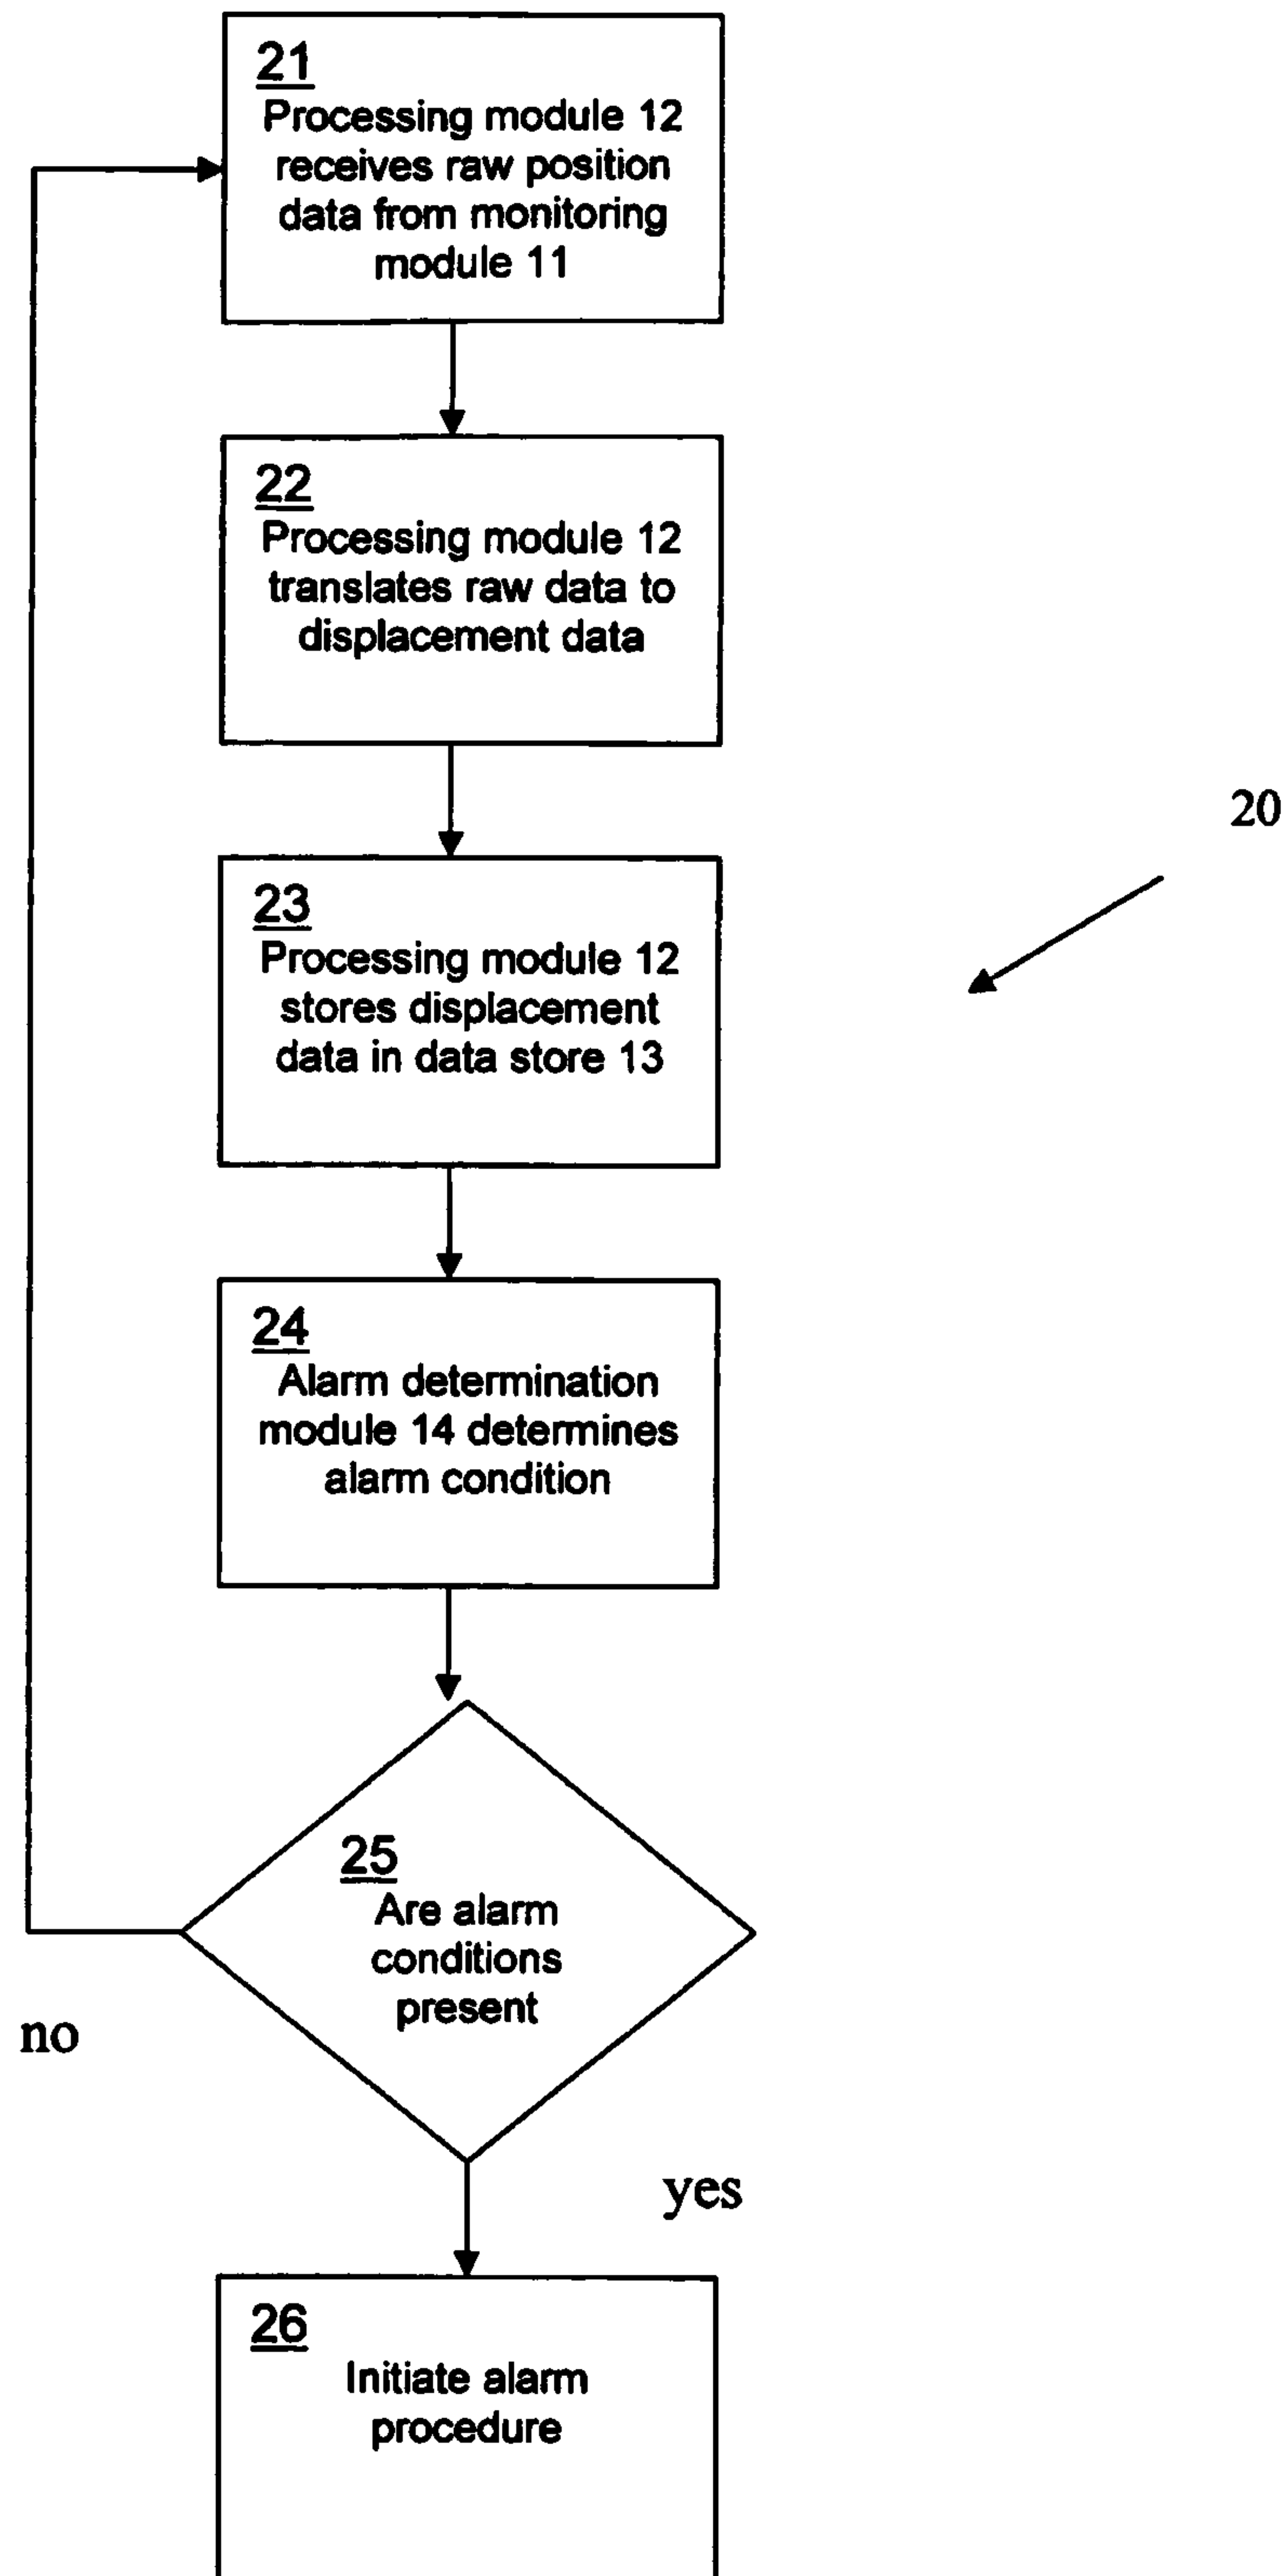 21
Processing module 12
receives raw position
data from monitoring
module 11
22
Processing module 12
translates raw data to
displacement data
20
23
Processing module 12
stores displacement
data in data store 13
24
Alarm determination
module 14 determines
alarm condition
25
Are alarm
conditions
present
no
yes
26
Initiate alarm
procedure